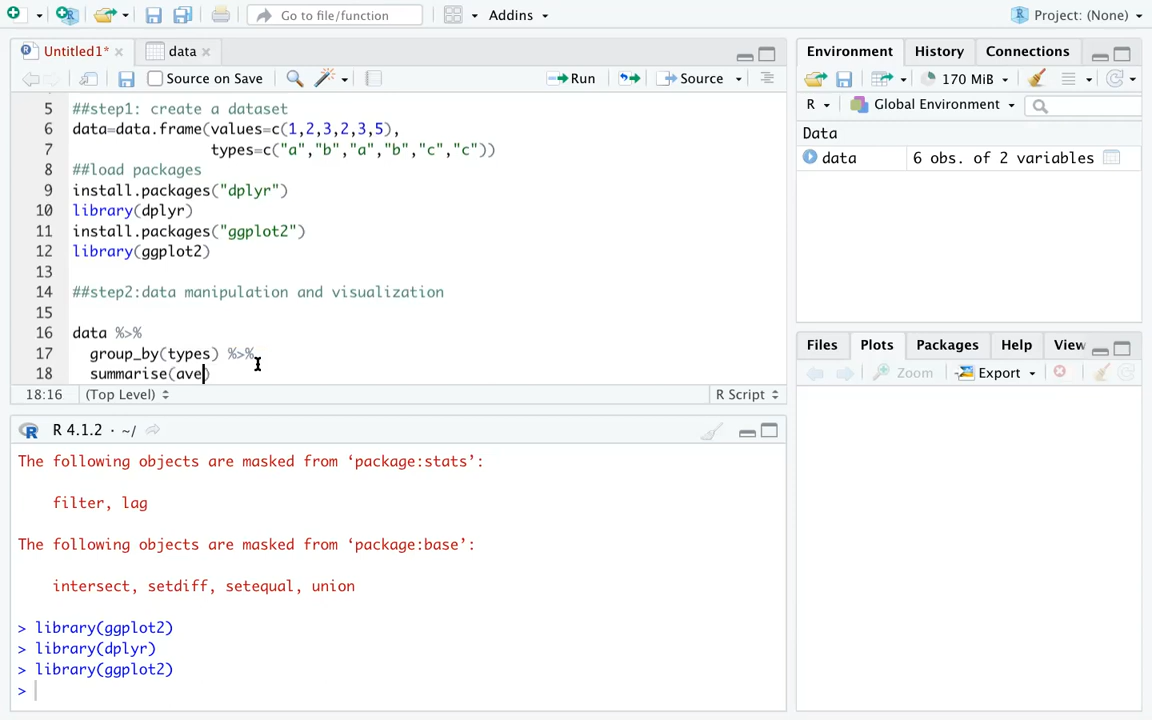 Go to file/function
Addins
Project: (None)
Untitled1*
data
Source on Save
Run
Source
5 ##step1: create a dataset
6 data=data.frame(values=c(1,2,3,2,3,5),
7 types=c("a","b","a","b","c","c"))
8 ##load packages
9 install.packages("dplyr")
10 library(dplyr)
11 install.packages("ggplot2")
12 library(ggplot2)
13
14 ##step2:data manipulation and visualization
15
16 data %>%
17 group_by(types) %>%
18 summarise(ave)
18:16 (Top Level) R Script
R 4.1.2 · ~/
The following objects are masked from ‘package:stats’:
filter, lag
The following objects are masked from ‘package:base’:
intersect, setdiff, setequal, union
> library(ggplot2)
> library(dplyr)
> library(ggplot2)
>
Environment History Connections
170 MiB
R Global Environment
Data
data 6 obs. of 2 variables
Files Plots Packages Help View
Zoom Export